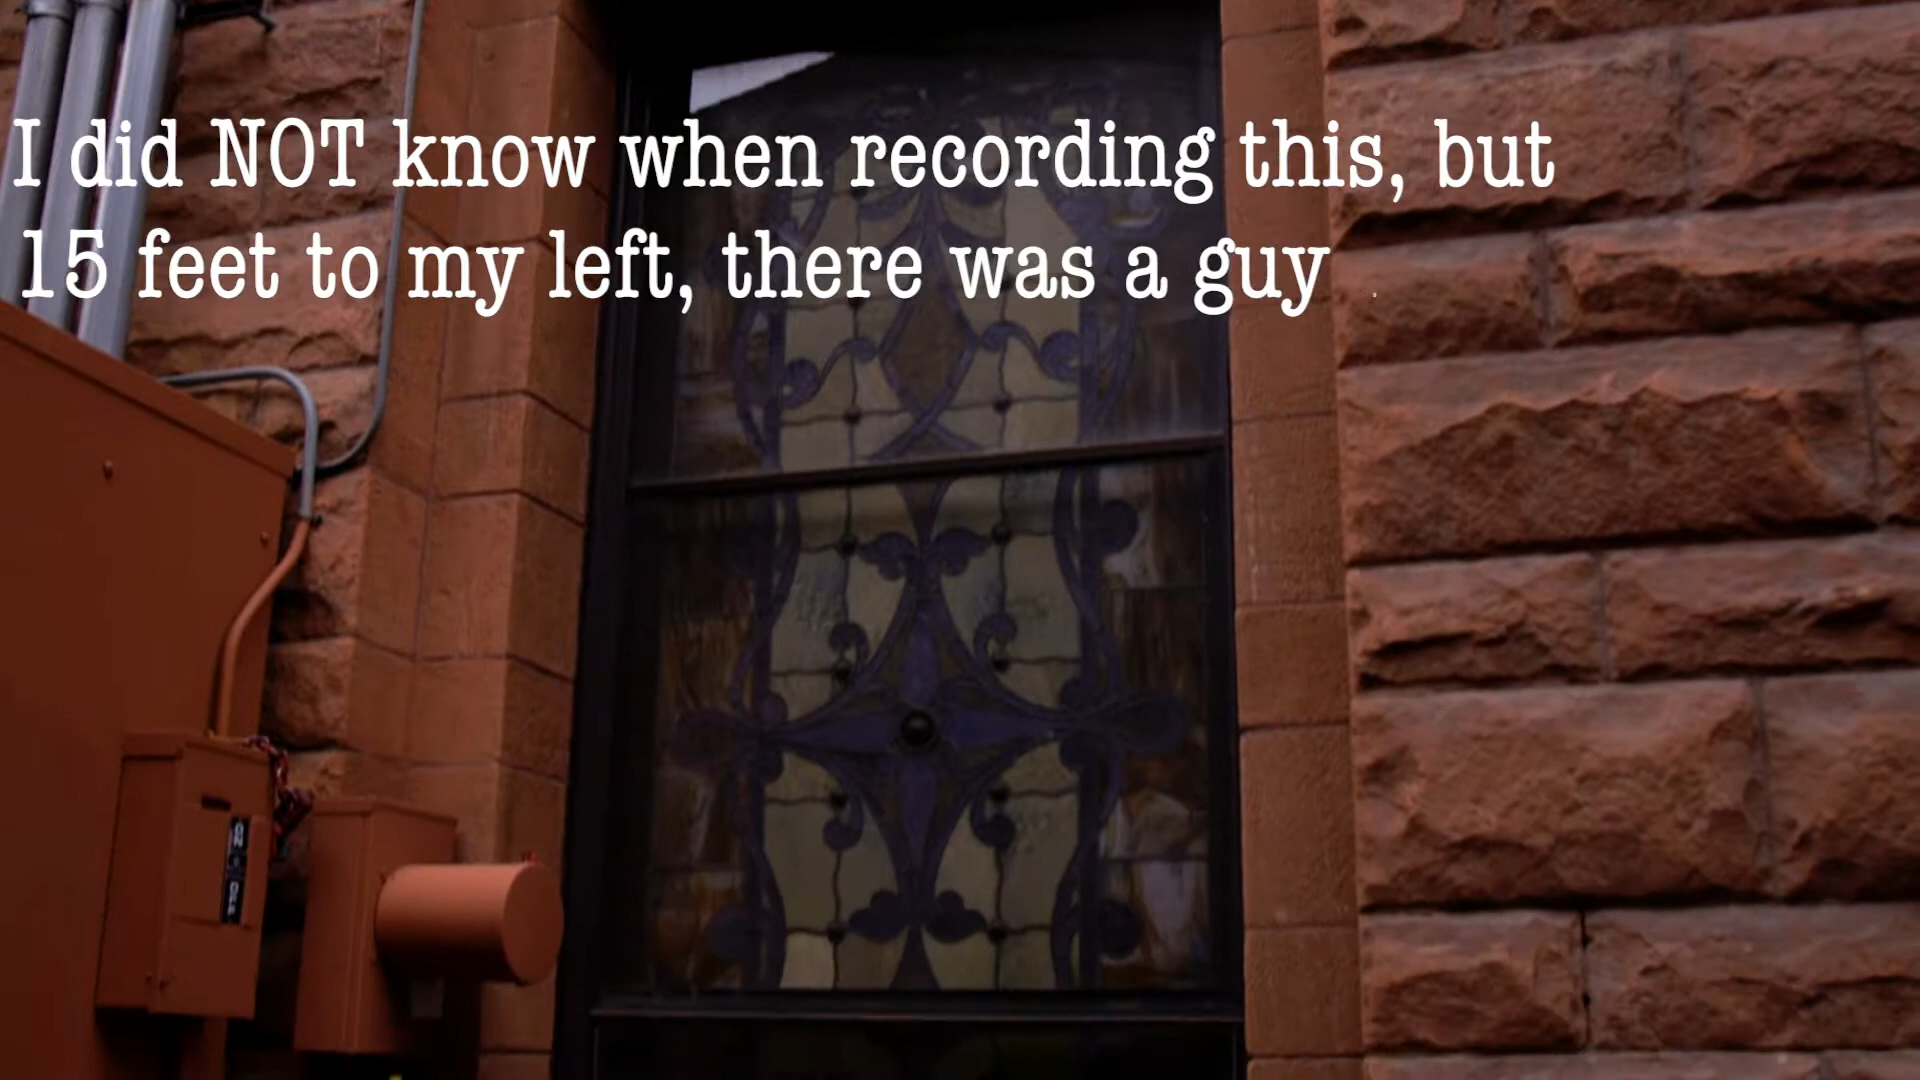 I did NOT know when recording this, but
15 feet to my left, there was a guy